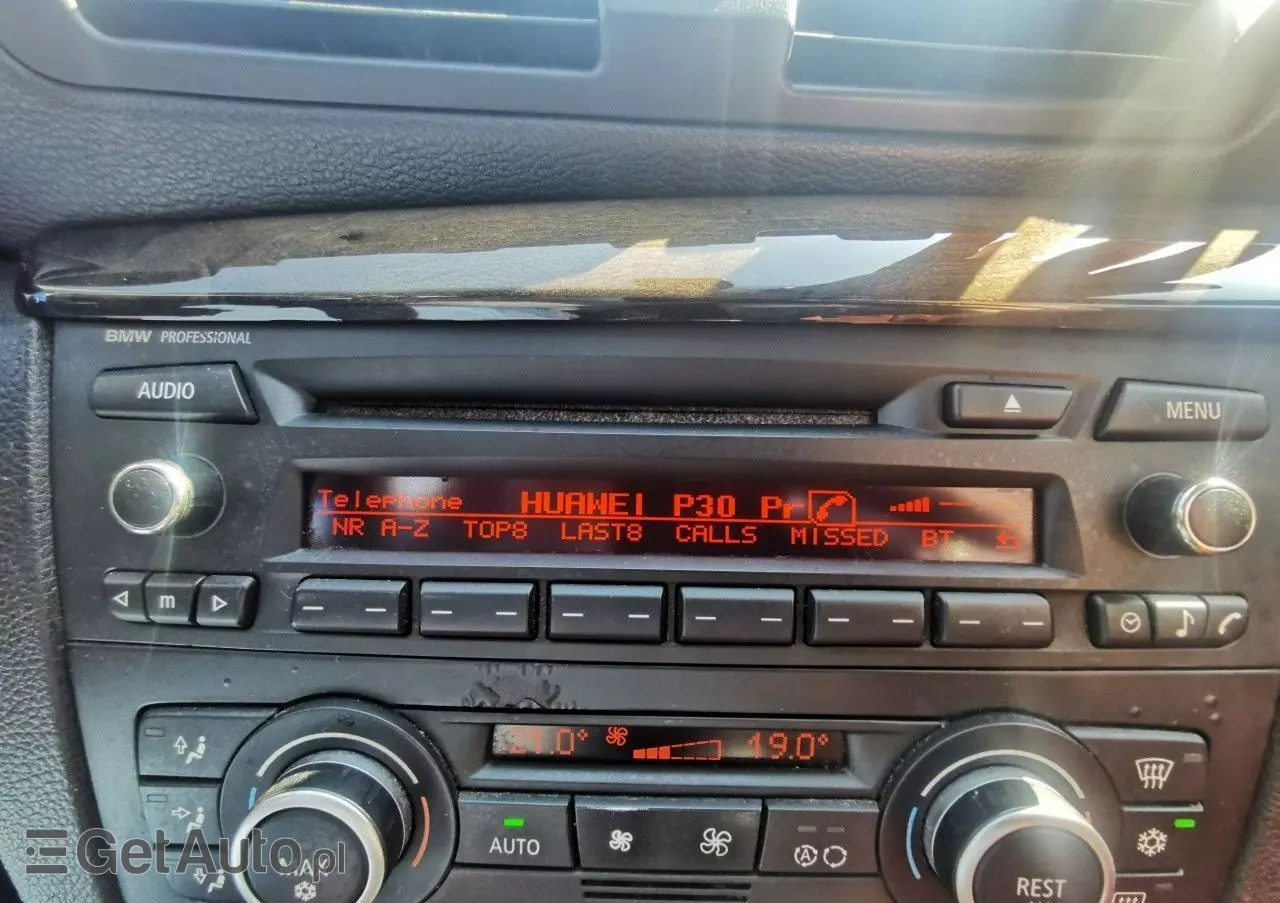 BMW PROFESSIONAL
AUDIO
MENU
Telephone HUAWEI P30 Pr
NR A-Z TOP8 LAST8 CALLS MISSED BT
m
21.0° 19.0°
AUTO
A
MAX
REST
GetAuto.pl